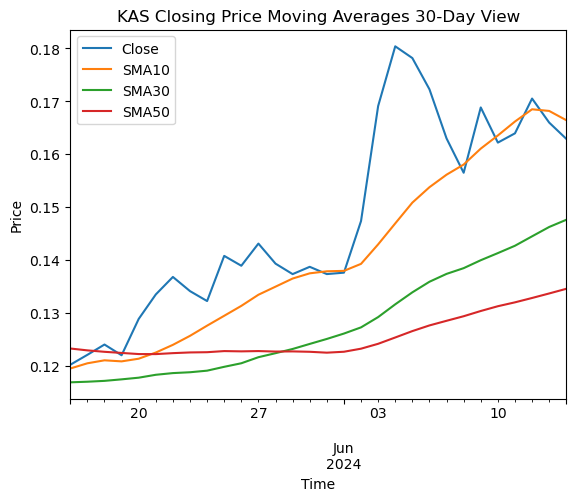 KAS Closing Price Moving Averages 30-Day View
Close
SMA10
SMA30
SMA50
0.18
0.17
0.16
0.15
0.14
0.13
0.12
Price
20
27
03
10
Jun
2024
Time